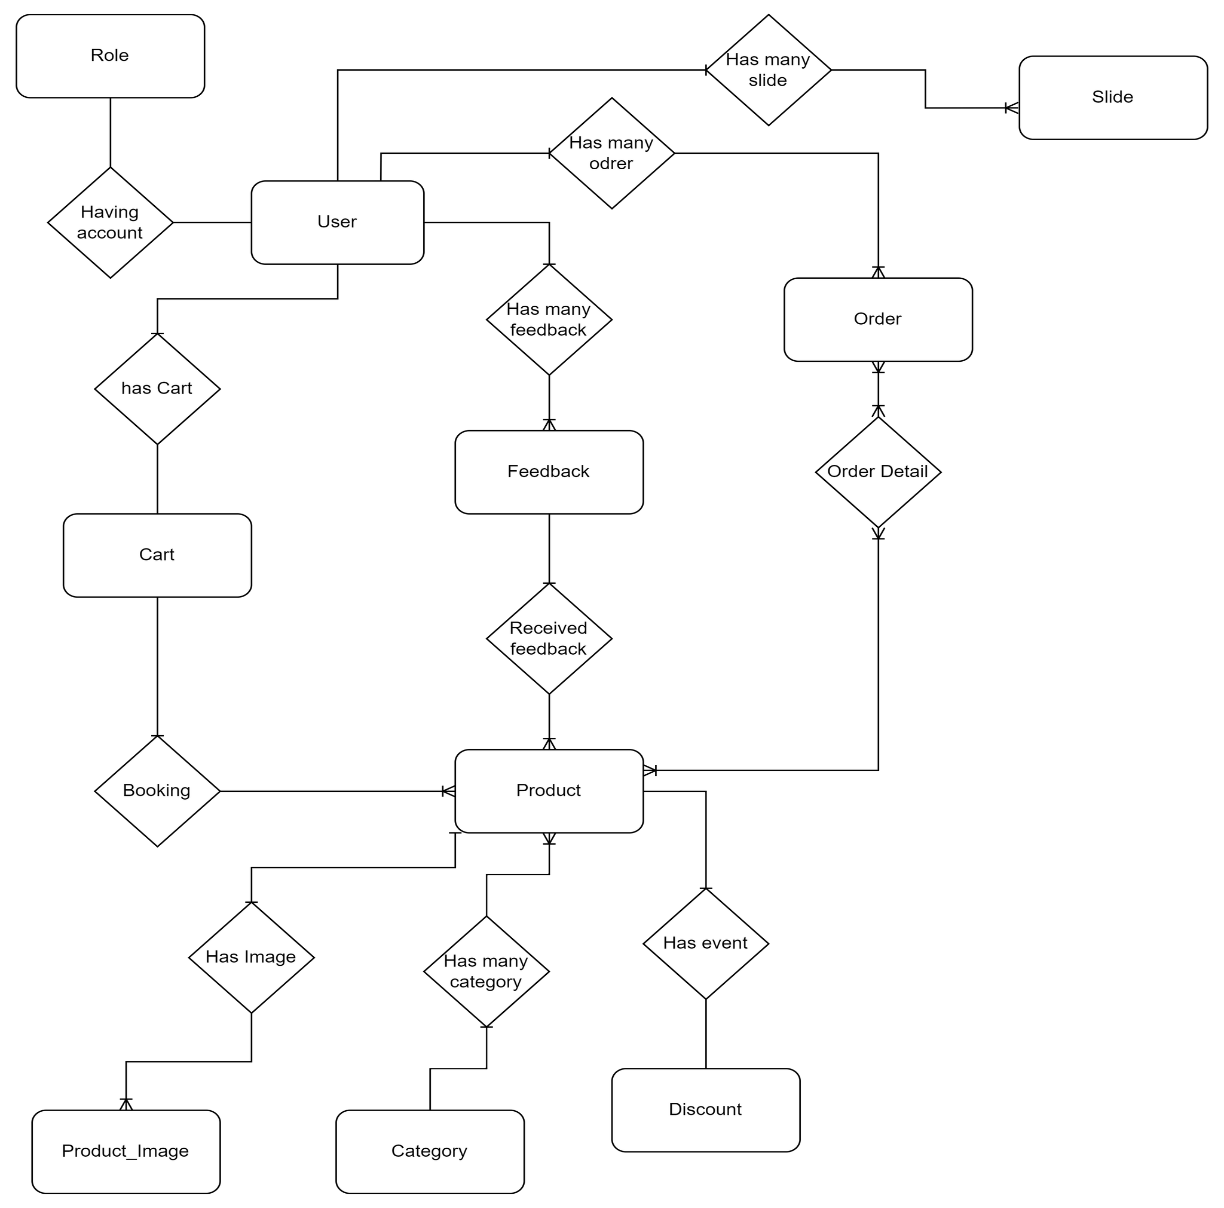 Role
Has many
slide
Slide
Has many
odrer
Having
account
User
Has many
feedback
Order
has Cart
Feedback
Order Detail
Cart
Received
feedback
Booking
Product
Has Image
Has many
category
Has event
Product_Image
Category
Discount